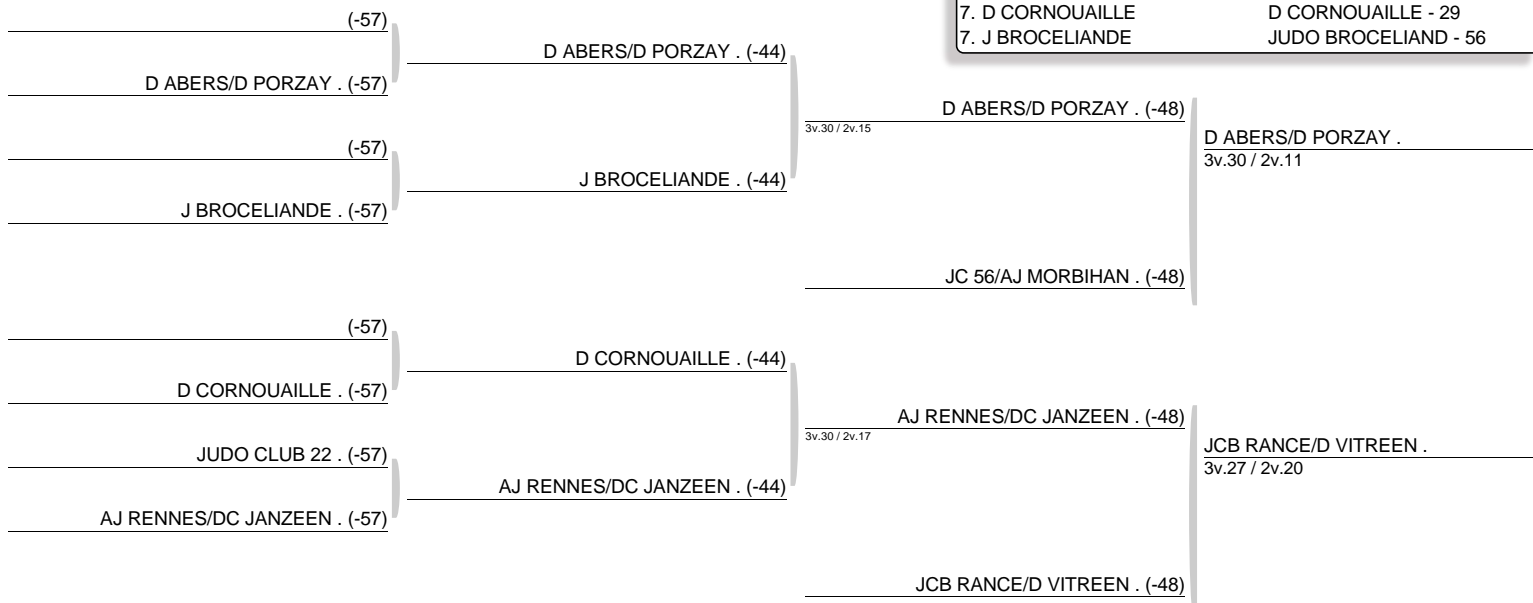 7. D CORNOUAILLE D CORNOUAILLE - 29
7. J BROCELIANDE JUDO BROCELIAND - 56
(-57)
D ABERS/D PORZAY . (-57)
(-57)
J BROCELIANDE . (-57)
(-57)
D CORNOUAILLE . (-57)
JUDO CLUB 22 . (-57)
AJ RENNES/DC JANZEEN . (-57)
D ABERS/D PORZAY . (-44)
J BROCELIANDE . (-44)
D CORNOUAILLE . (-44)
AJ RENNES/DC JANZEEN . (-44)
D ABERS/D PORZAY . (-48)
3v.30 / 2v.15
JC 56/AJ MORBIHAN . (-48)
AJ RENNES/DC JANZEEN . (-48)
3v.30 / 2v.17
JCB RANCE/D VITREEN . (-48)
D ABERS/D PORZAY .
3v.30 / 2v.11
JCB RANCE/D VITREEN .
3v.27 / 2v.20